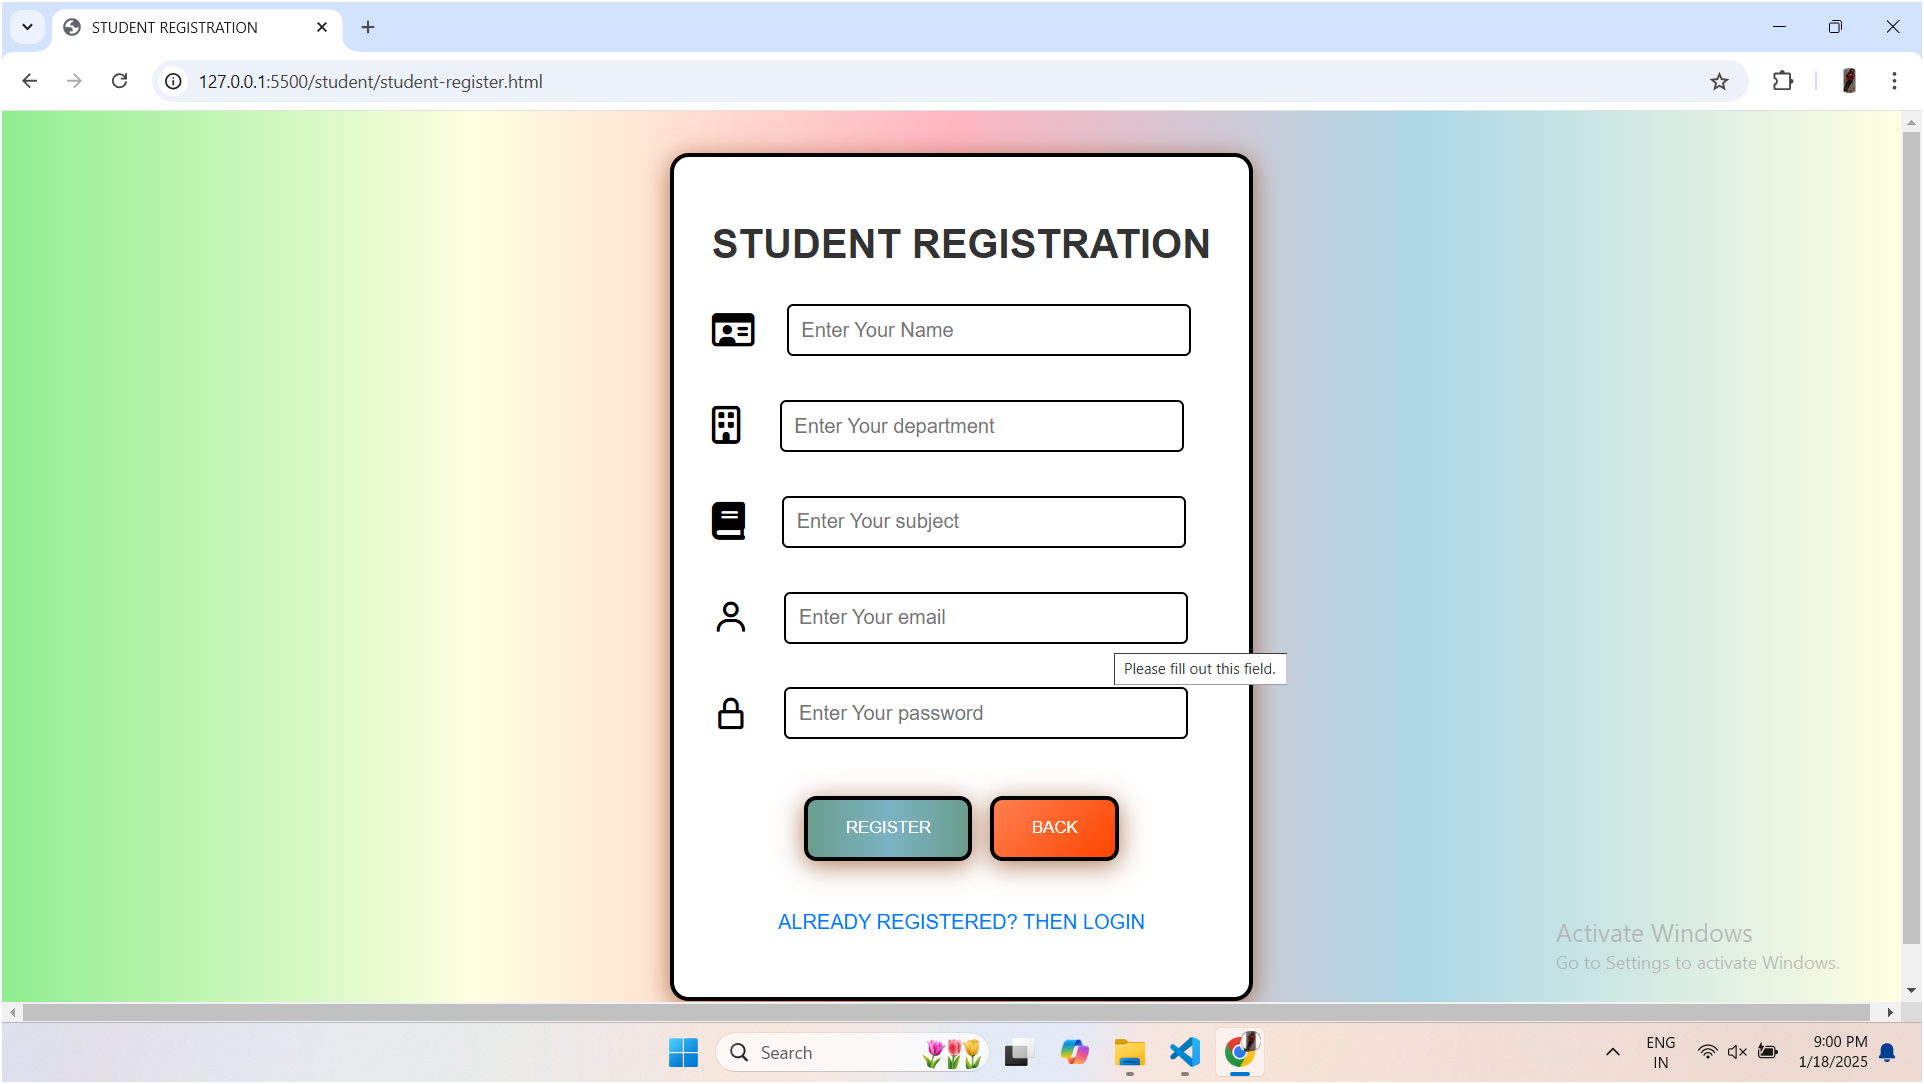 STUDENT REGISTRATION
127.0.0.1:5500/student/student-register.html
STUDENT REGISTRATION
Enter Your Name
Enter Your department
Enter Your subject
Enter Your email
Please fill out this field.
Enter Your password
REGISTER
BACK
ALREADY REGISTERED? THEN LOGIN
Activate Windows
Go to Settings to activate Windows.
Search
ENG
IN
9:00 PM
1/18/2025